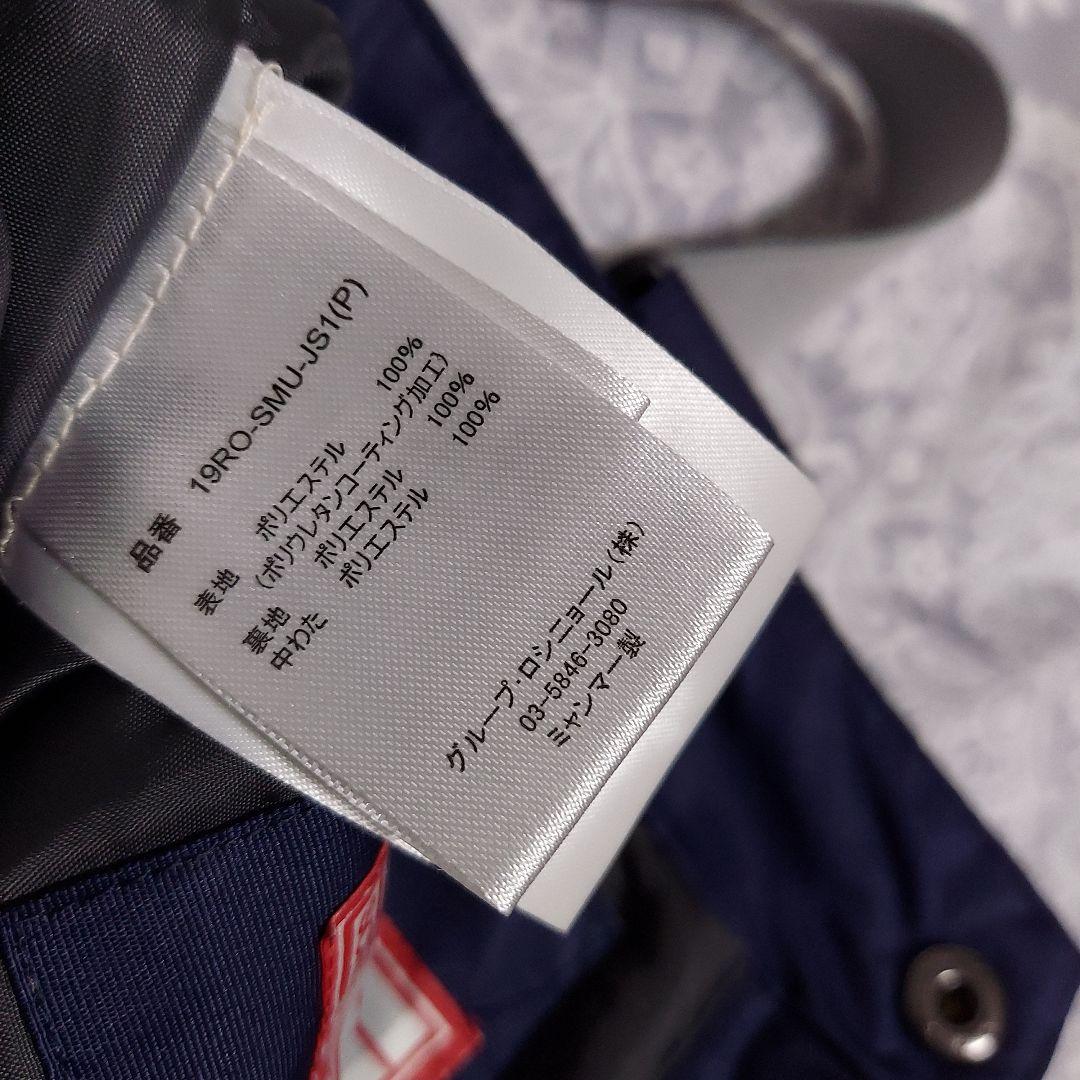 品番 19RO-SMU-JS1(P)
表地 ポリエステル 100%
(ポリウレタンコーティング加工)
裏地 ポリエステル 100%
中わた ポリエステル 100%
グループ・ロシニョール(株)
03-5846-3080
ミャンマー製